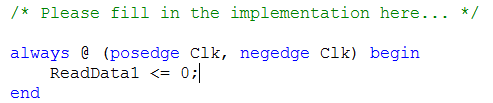 /* Please fill in the implementation here... */
always @ (posedge Clk, negedge Clk) begin
ReadData1 <= 0;
end